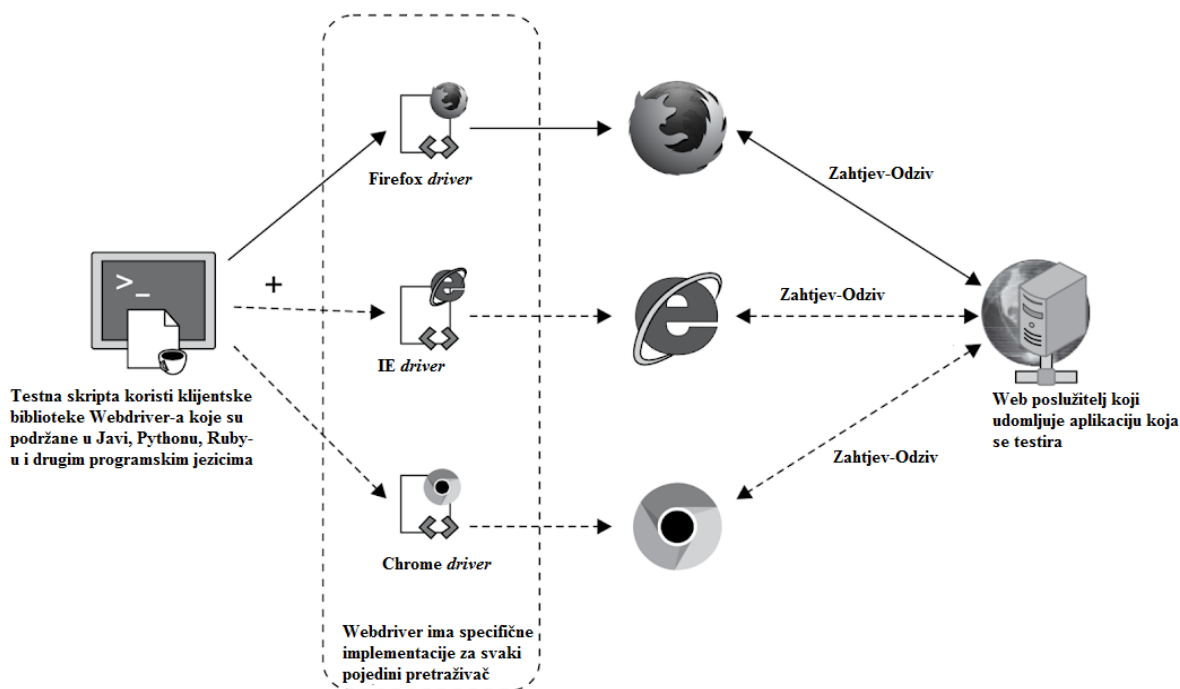 Firefox driver
Zahtjev-Odziv
>_
+
IE driver
Zahtjev-Odziv
Testna skripta koristi klijentske
biblioteke Webdriver-a koje su
podržane u Javi, Pythonu, Ruby-
u i drugim programskim jezicima
Web poslužitelj koji
udomljuje aplikaciju koja
se testira
Zahtjev-Odziv
Chrome driver
Webdriver ima specifične
implementacije za svaki
pojedini pretraživač